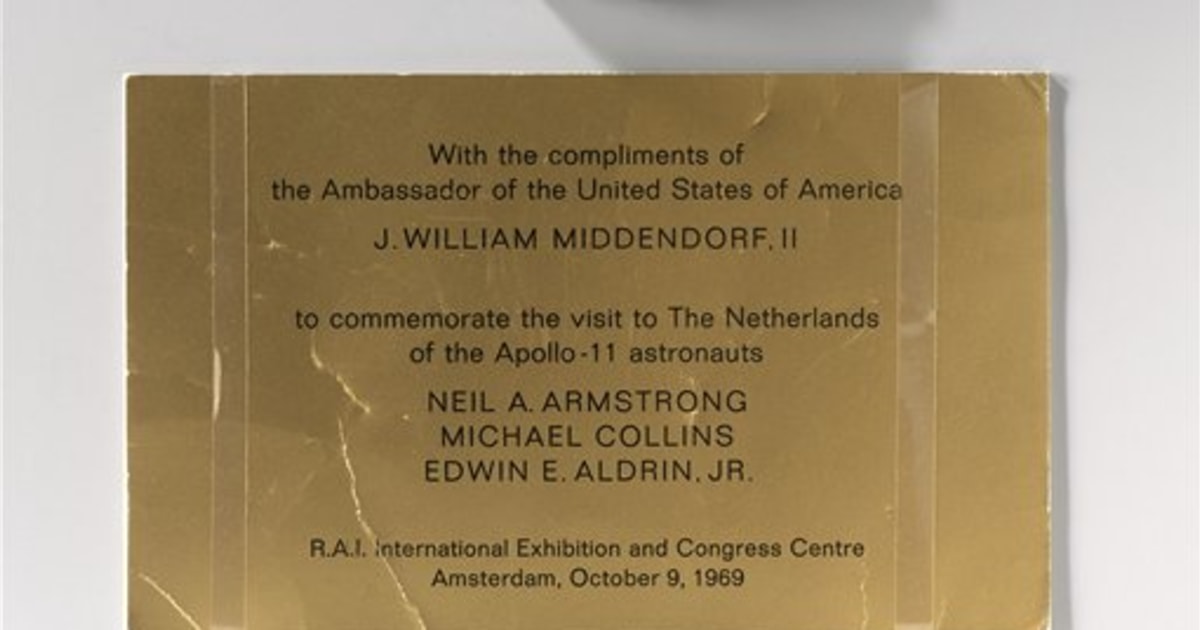 With the compliments of
the Ambassador of the United States of America
J. WILLIAM MIDDENDORF, II
to commemorate the visit to The Netherlands
of the Apollo-11 astronauts
NEIL A. ARMSTRONG
MICHAEL COLLINS
EDWIN E. ALDRIN, JR.
R.A.I. International Exhibition and Congress Centre
Amsterdam, October 9, 1969